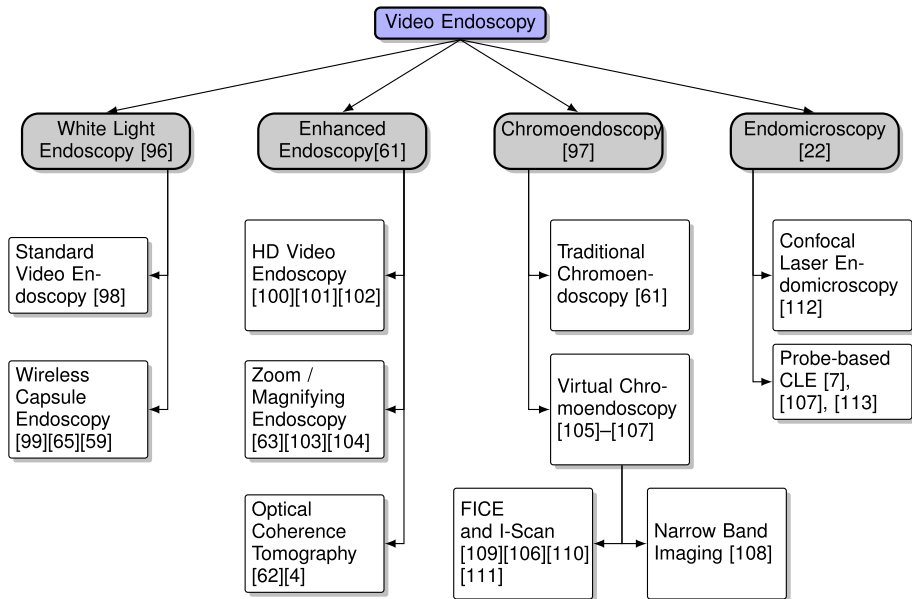 Video Endoscopy
White Light
Endoscopy [96]
Enhanced
Endoscopy[61]
Chromoendoscopy
[97]
Endomicroscopy
[22]
Standard
Video En-
doscopy [98]
HD Video
Endoscopy
[100][101][102]
Traditional
Chromoen-
doscopy [61]
Confocal
Laser En-
domicroscopy
[112]
Wireless
Capsule
Endoscopy
[99][65][59]
Zoom /
Magnifying
Endoscopy
[63][103][104]
Virtual Chro-
moendoscopy
[105]–[107]
Probe-based
CLE [7],
[107], [113]
Optical
Coherence
Tomography
[62][4]
FICE
and I-Scan
[109][106][110]
[111]
Narrow Band
Imaging [108]